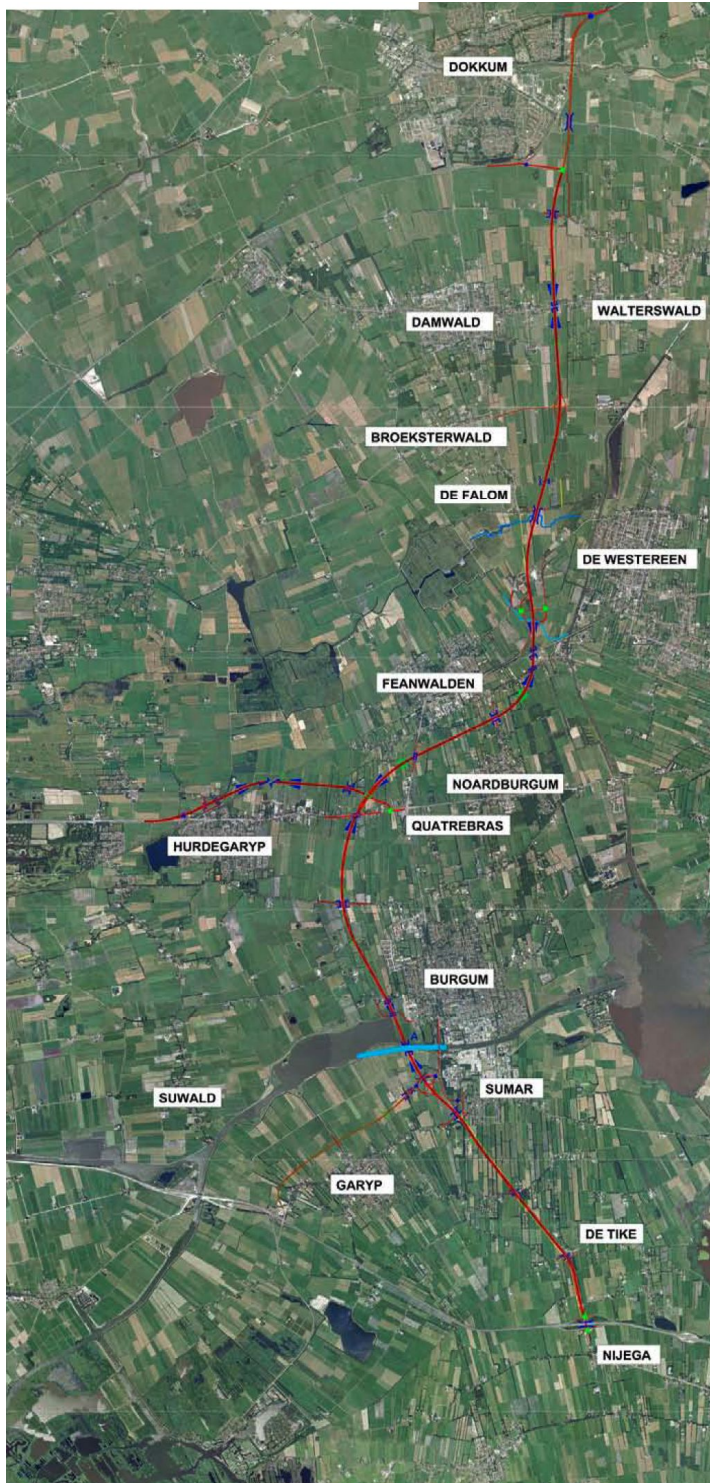 DOKKUM
WALTERSWALD
DAMWALD
BROEKSTERWALD
DE FALOM
DE WESTEREEN
FEANWALDEN
NOARDBURGUM
QUATREBRAS
HURDEGARYP
BURGUM
A
SUWALD
SUMAR
GARYP
DE TIKE
NIJEGA